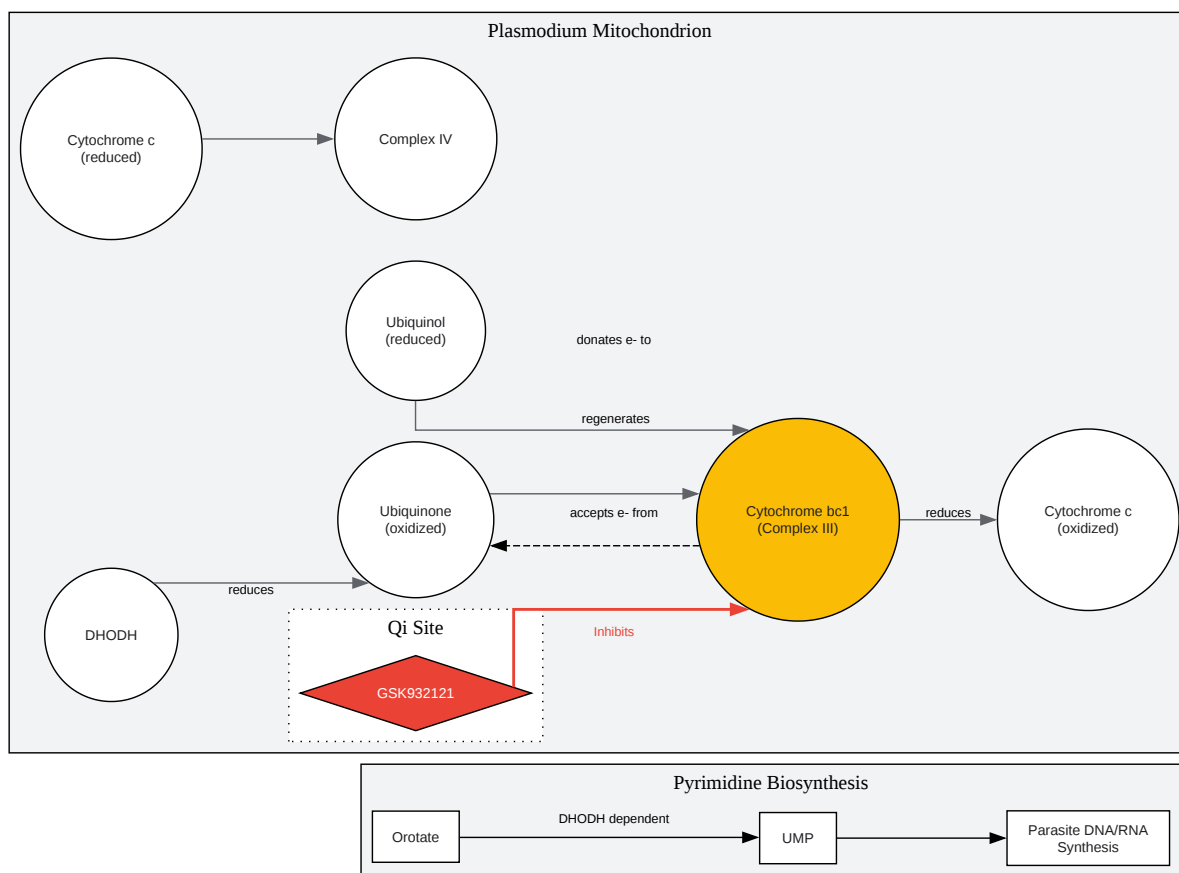 Plasmodium Mitochondrion
Cytochrome c
(reduced)
Complex IV
Ubiquinol
(reduced)
donates e- to
regenerates
Ubiquinone
(oxidized)
accepts e- from
Cytochrome bc1
(Complex III)
reduces
Cytochrome c
(oxidized)
reduces
DHODH
Qi Site
Inhibits
GSK932121
Pyrimidine Biosynthesis
Orotate
DHODH dependent
UMP
Parasite DNA/RNA
Synthesis